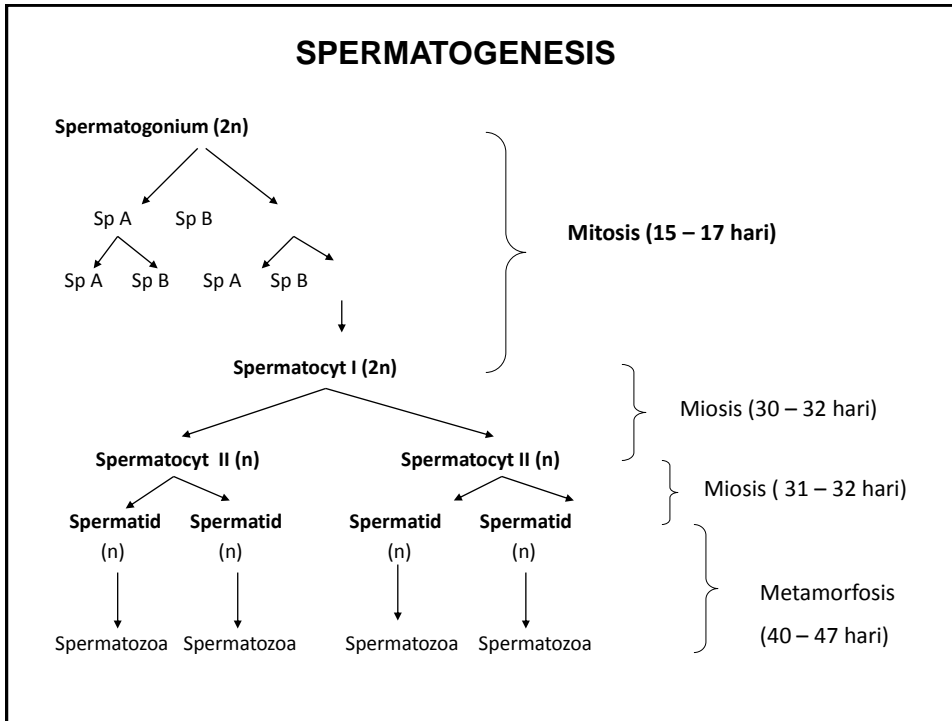 SPERMATOGENESIS
Spermatogonium (2n)
Sp A Sp B
Mitosis (15 – 17 hari)
Sp A Sp B Sp A Sp B
Spermatocyt I (2n)
Miosis (30 – 32 hari)
Spermatocyt II (n) Spermatocyt II (n)
Miosis ( 31 – 32 hari)
Spermatid Spermatid Spermatid Spermatid
(n) (n) (n) (n)
Metamorfosis
(40 – 47 hari)
Spermatozoa Spermatozoa Spermatozoa Spermatozoa